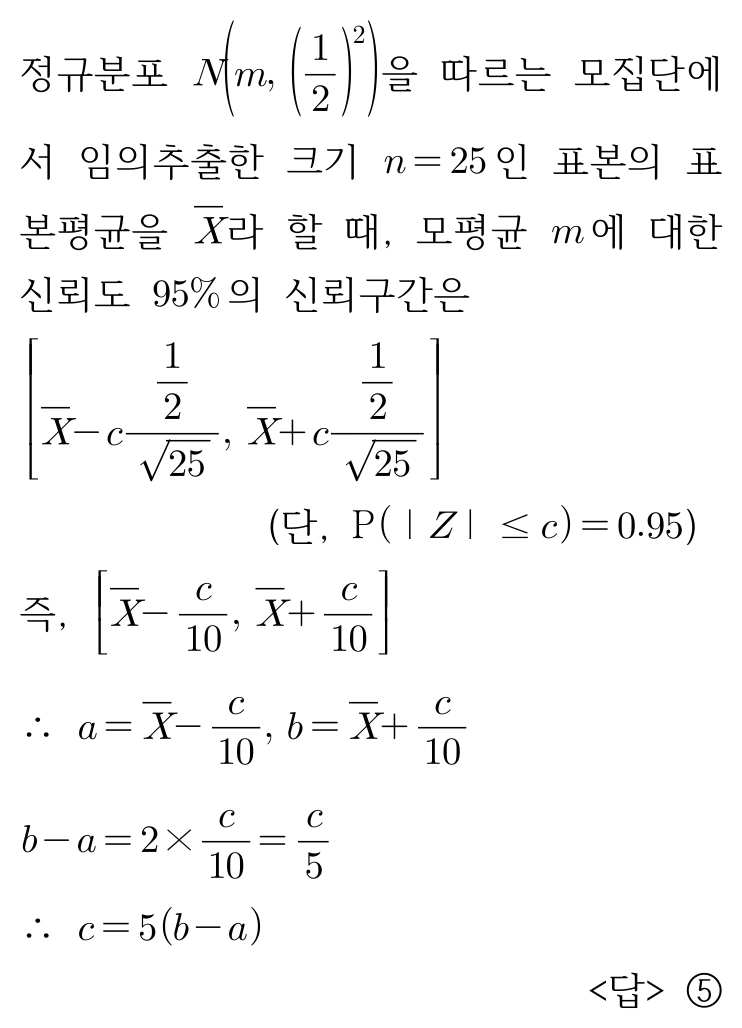 정규분포 N(m, (1/2)²)을 따르는 모집단에
서 임의추출한 크기 n=25인 표본의 표
본평균을 X̅라 할 때, 모평균 m에 대한
신뢰도 95%의 신뢰구간은
[X̅-c (1/2)/√25, X̅+c (1/2)/√25]
(단, P(|Z| ≤c)=0.95)
즉, [X̅- c/10, X̅+ c/10]
∴ a=X̅- c/10, b=X̅+ c/10
b-a=2× c/10 = c/5
∴ c=5(b-a)
<답> ⑤